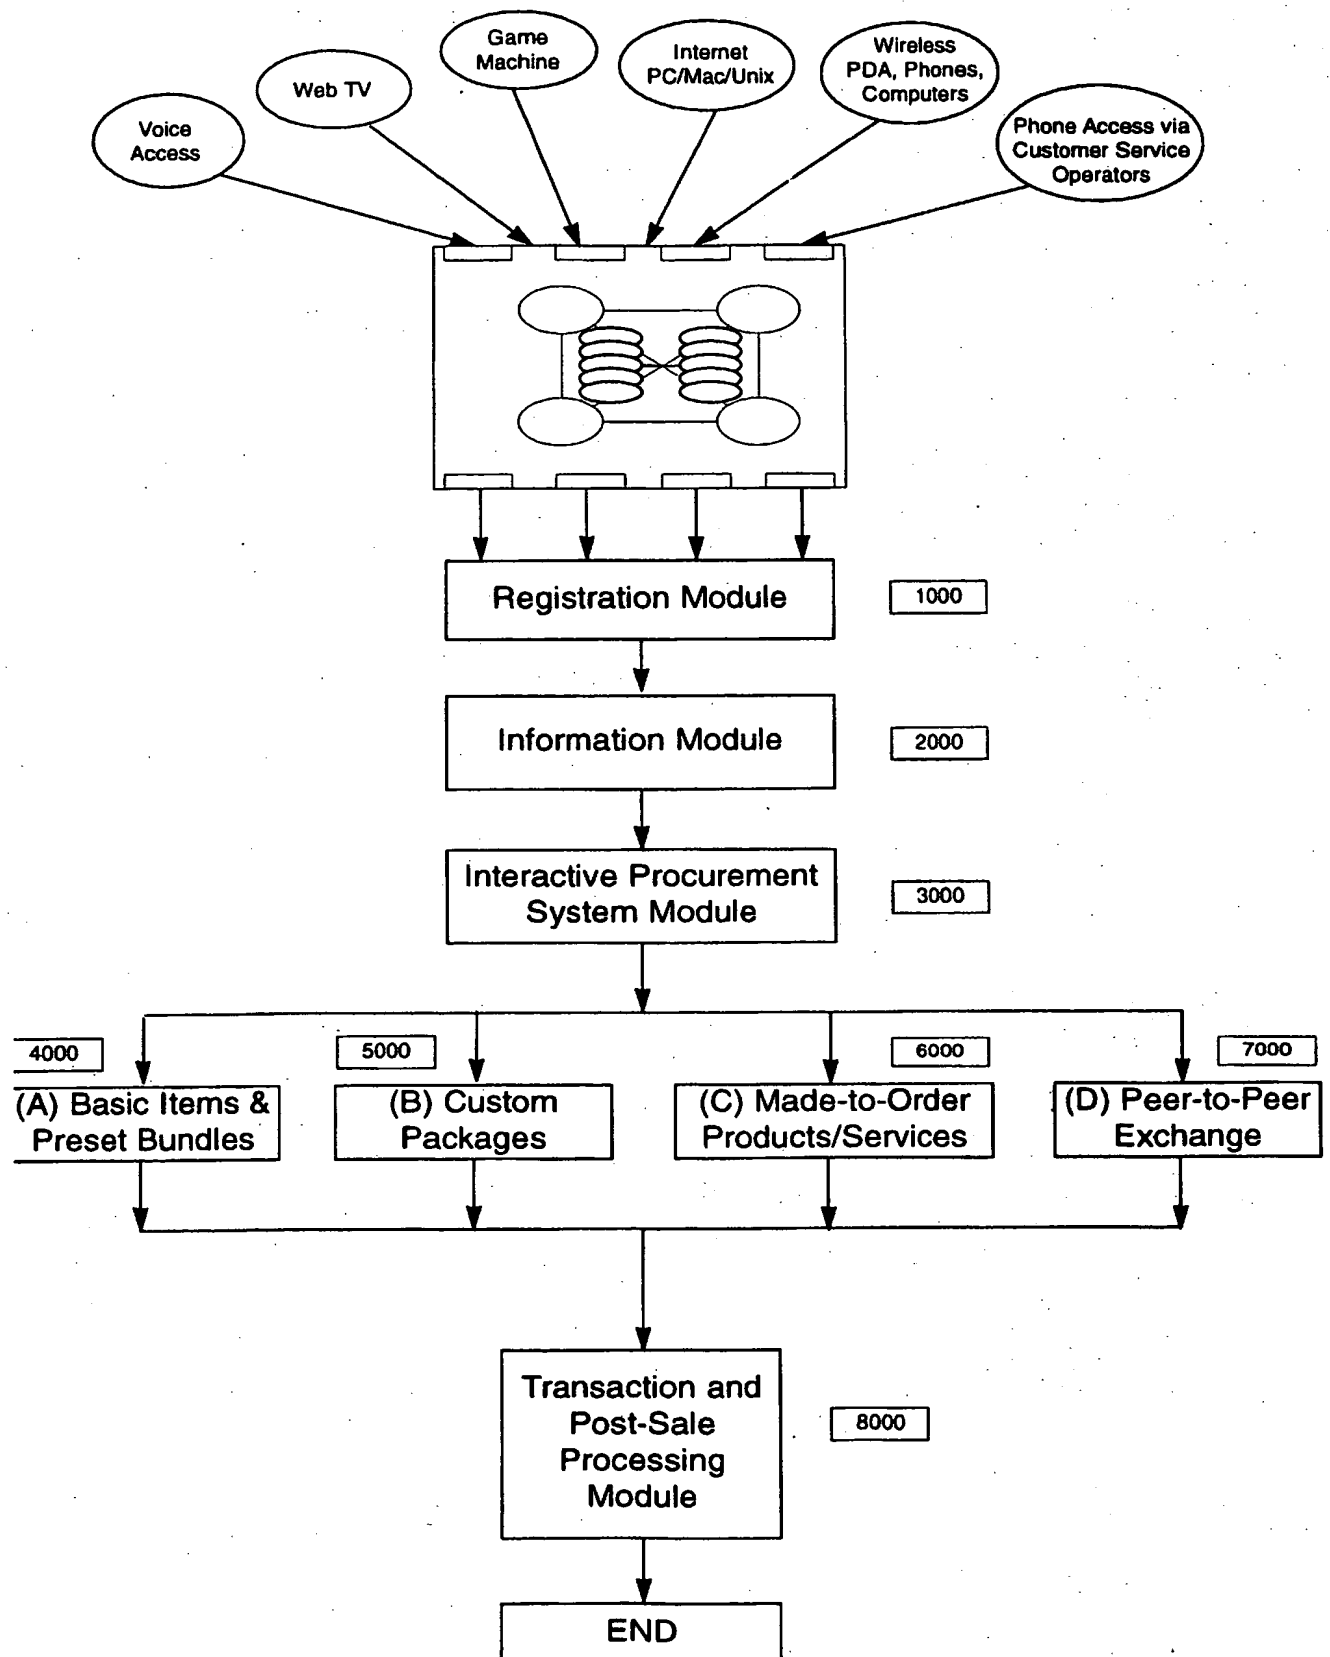 Game
Machine
Internet
PC/Mac/Unix
Wireless
PDA, Phones,
Computers
Web TV
Voice
Access
Phone Access via
Customer Service
Operators
Registration Module
1000
Information Module
2000
Interactive Procurement
System Module
3000
4000
5000
6000
7000
(A) Basic Items &
Preset Bundles
(B) Custom
Packages
(C) Made-to-Order
Products/Services
(D) Peer-to-Peer
Exchange
Transaction and
Post-Sale
Processing
Module
8000
END